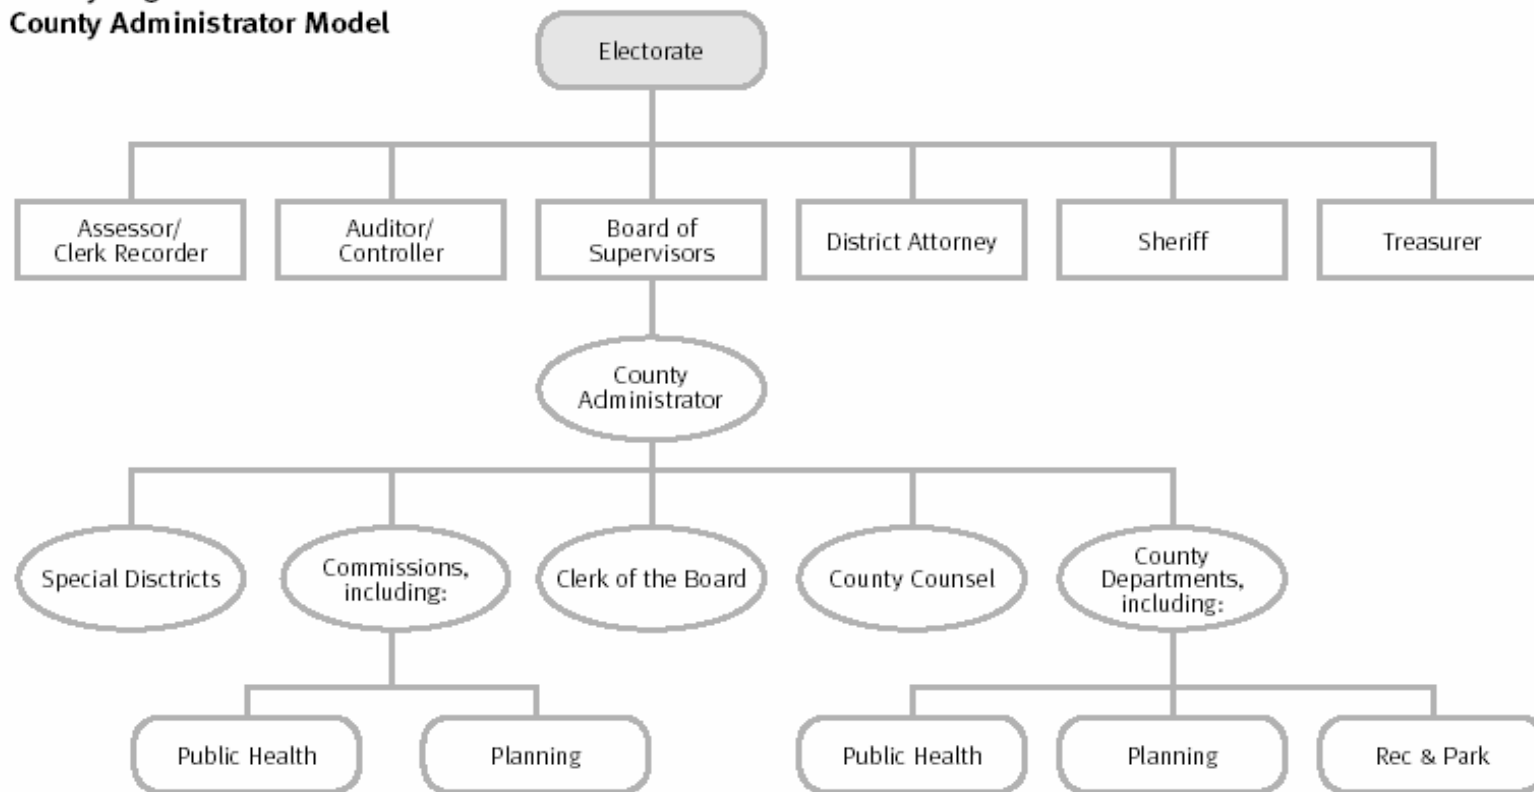 County Administrator Model
Electorate
Assessor/
Clerk Recorder
Auditor/
Controller
Board of
Supervisors
District Attorney
Sheriff
Treasurer
County
Administrator
Special Disctricts
Commissions,
including:
Clerk of the Board
County Counsel
County
Departments,
including:
Public Health
Planning
Public Health
Planning
Rec & Park